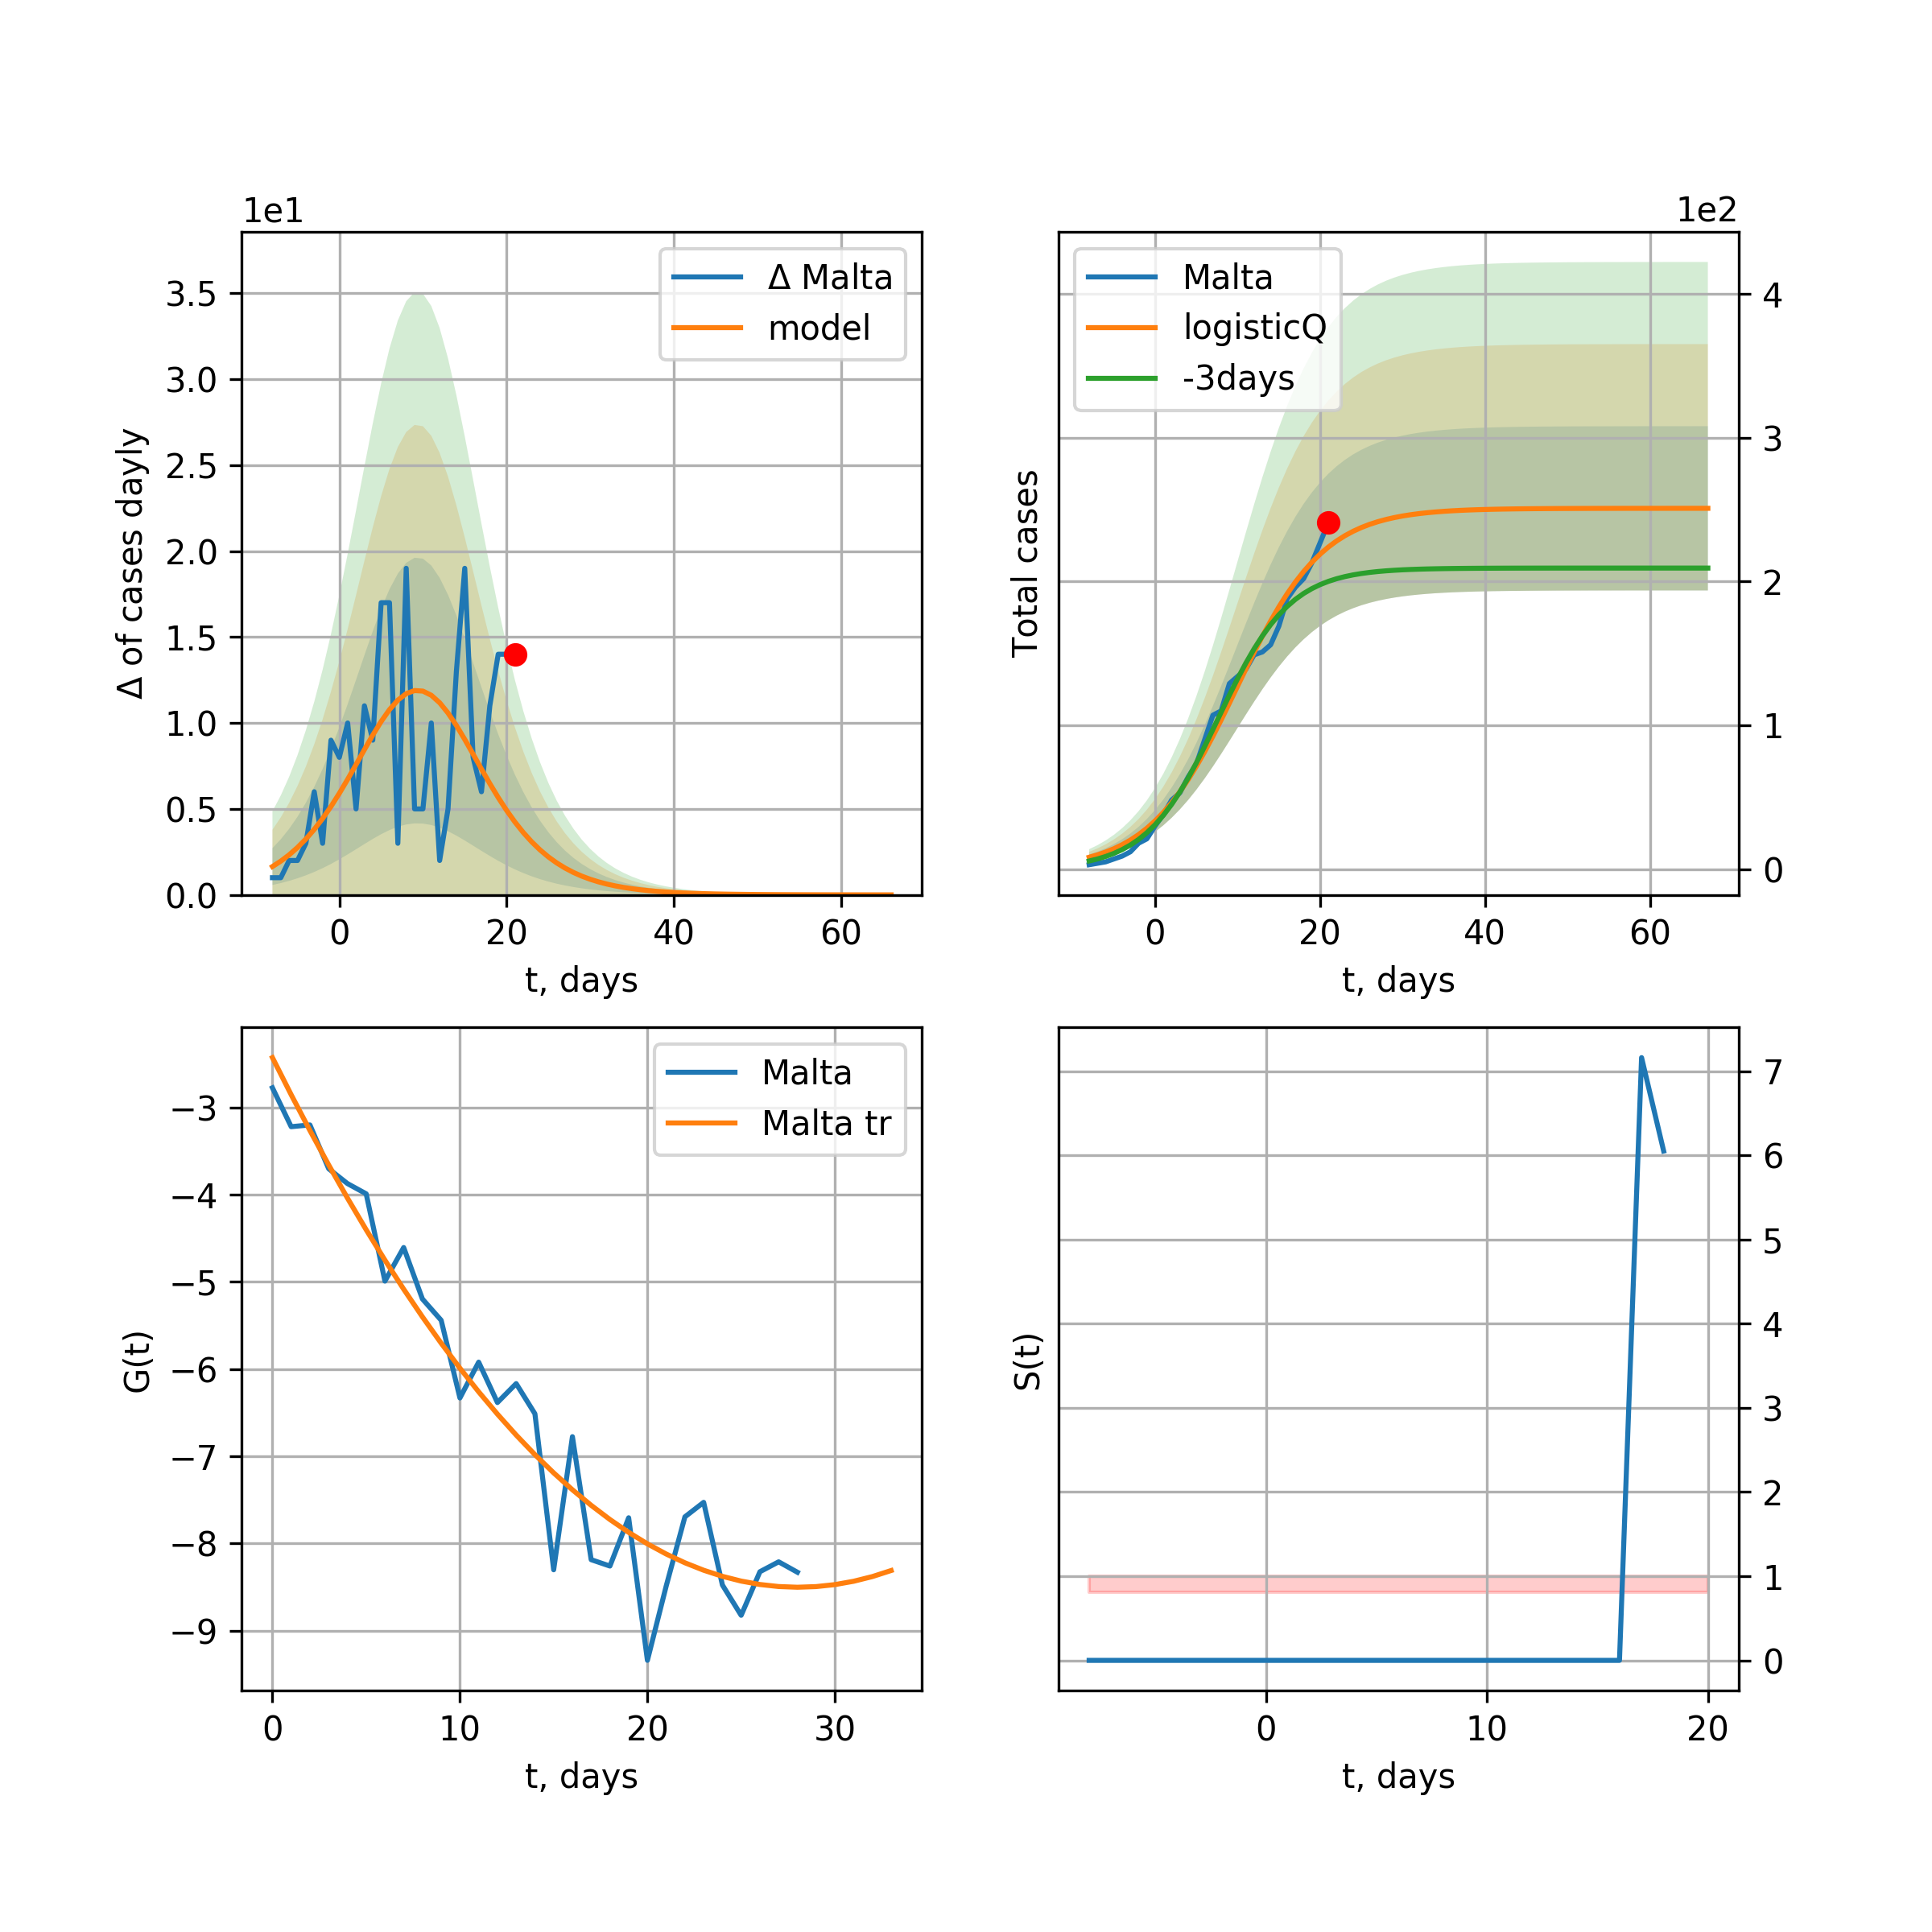 1e1
Δ of cases dayly
3.5
3.0
2.5
2.0
1.5
1.0
0.5
0.0
0 20 40 60
t, days
Δ Malta
model
1e2
Total cases
4
3
2
1
0
0 20 40 60
t, days
Malta
logisticQ
-3days
G(t)
−3
−4
−5
−6
−7
−8
−9
0 10 20 30
t, days
Malta
Malta tr
S(t)
7
6
5
4
3
2
1
0
0 10 20
t, days